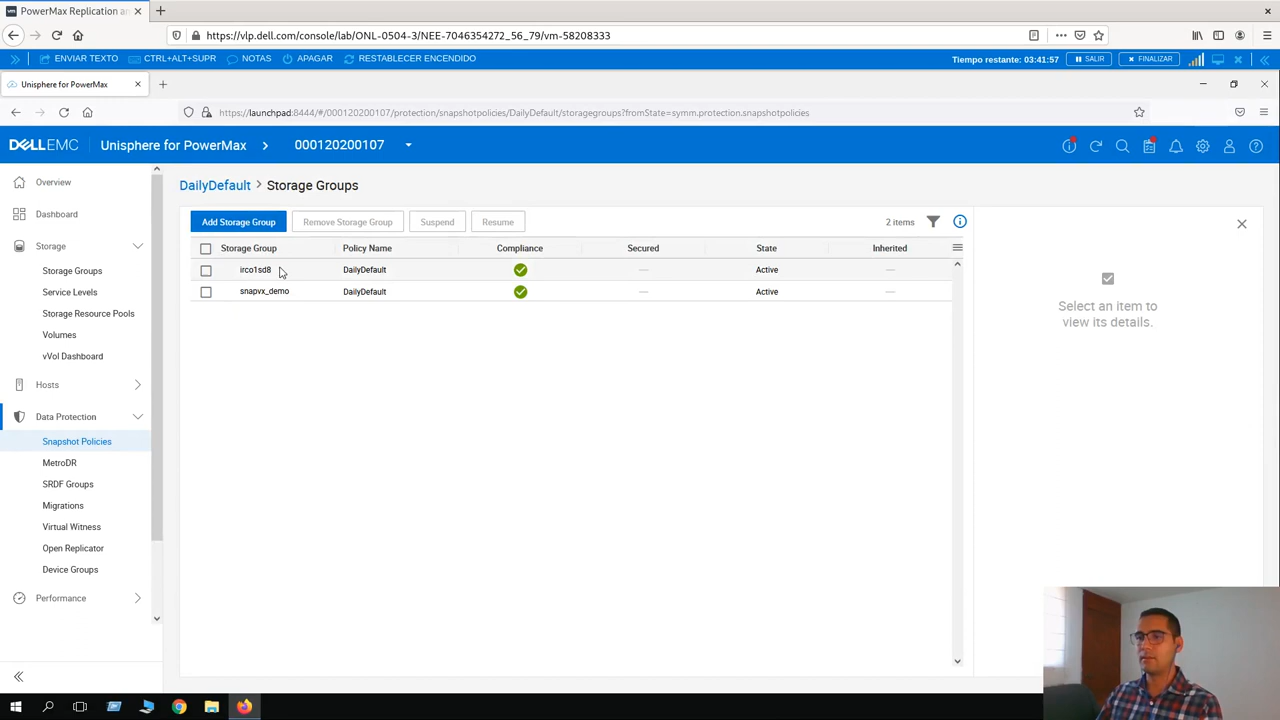 PowerMax Replication an
https://vlp.dell.com/console/lab/ONL-0504-3/NEE-7046354272_56_79/vm-58208333
ENVIAR TEXTO
CTRL+ALT+SUPR
NOTAS
APAGAR
RESTABLECER ENCENDIDO
Tiempo restante: 03:41:57
SALIR
FINALIZAR
Unisphere for PowerMax
https://launchpad:8444/#/000120200107/protection/snapshotpolicies/DailyDefault/storagegroups?fromState=symm.protection.snapshotpolicies
DELLEMC
Unisphere for PowerMax
000120200107
Overview
Dashboard
Storage
Storage Groups
Service Levels
Storage Resource Pools
Volumes
vVol Dashboard
Hosts
Data Protection
Snapshot Policies
MetroDR
SRDF Groups
Migrations
Virtual Witness
Open Replicator
Device Groups
Performance
DailyDefault > Storage Groups
Add Storage Group
Remove Storage Group
Suspend
Resume
2 items
Storage Group Policy Name Compliance Secured State Inherited
irco1sd8 DailyDefault — Active —
snapvx_demo DailyDefault — Active —
Select an item to
view its details.